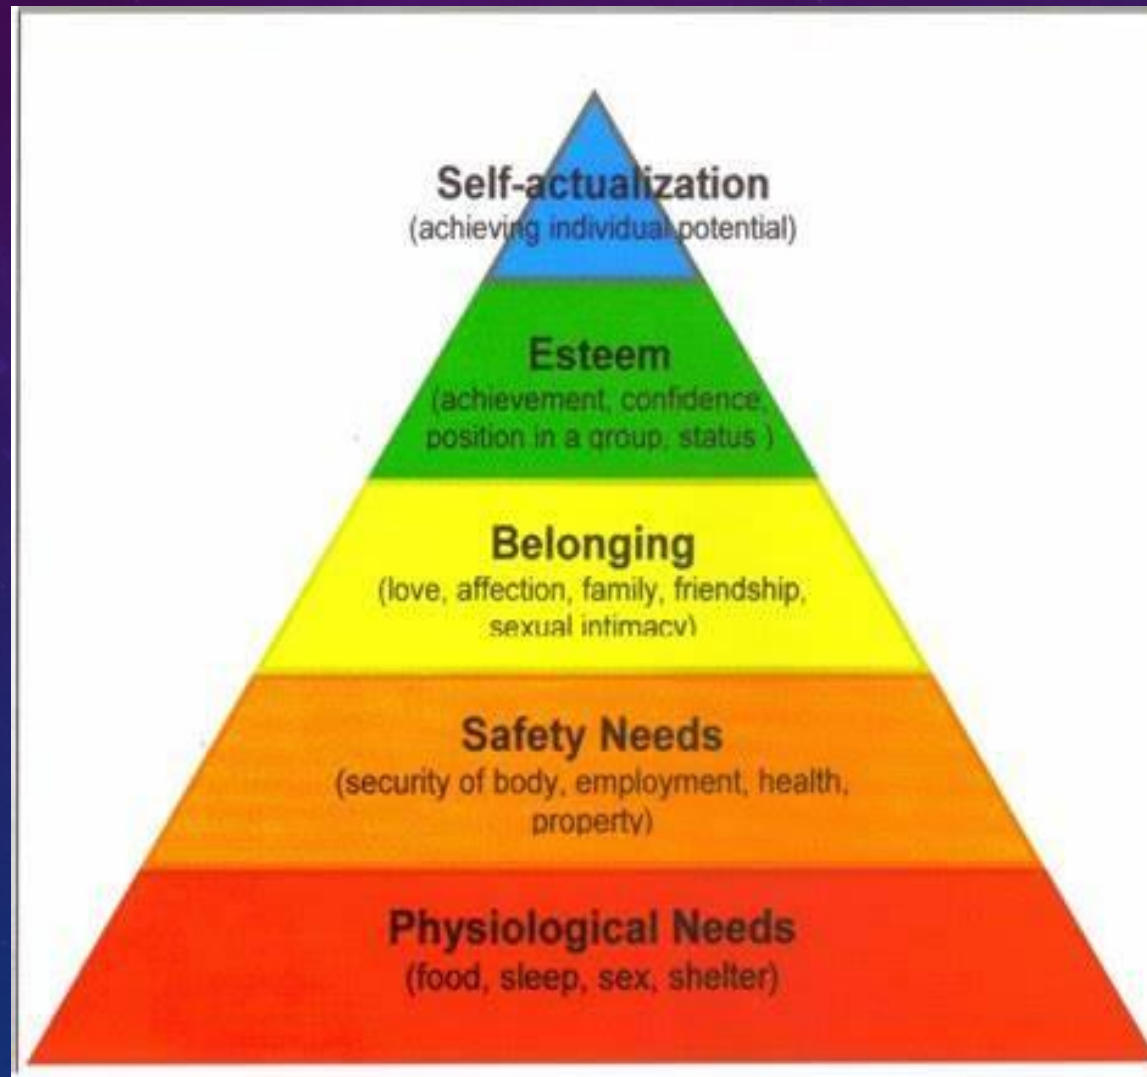 Self-actualization
(achieving individual potential)
Esteem
(achievement, confidence,
position in a group, status )
Belonging
(love, affection, family, friendship,
sexual intimacy)
Safety Needs
(security of body, employment, health,
property)
Physiological Needs
(food, sleep, sex, shelter)